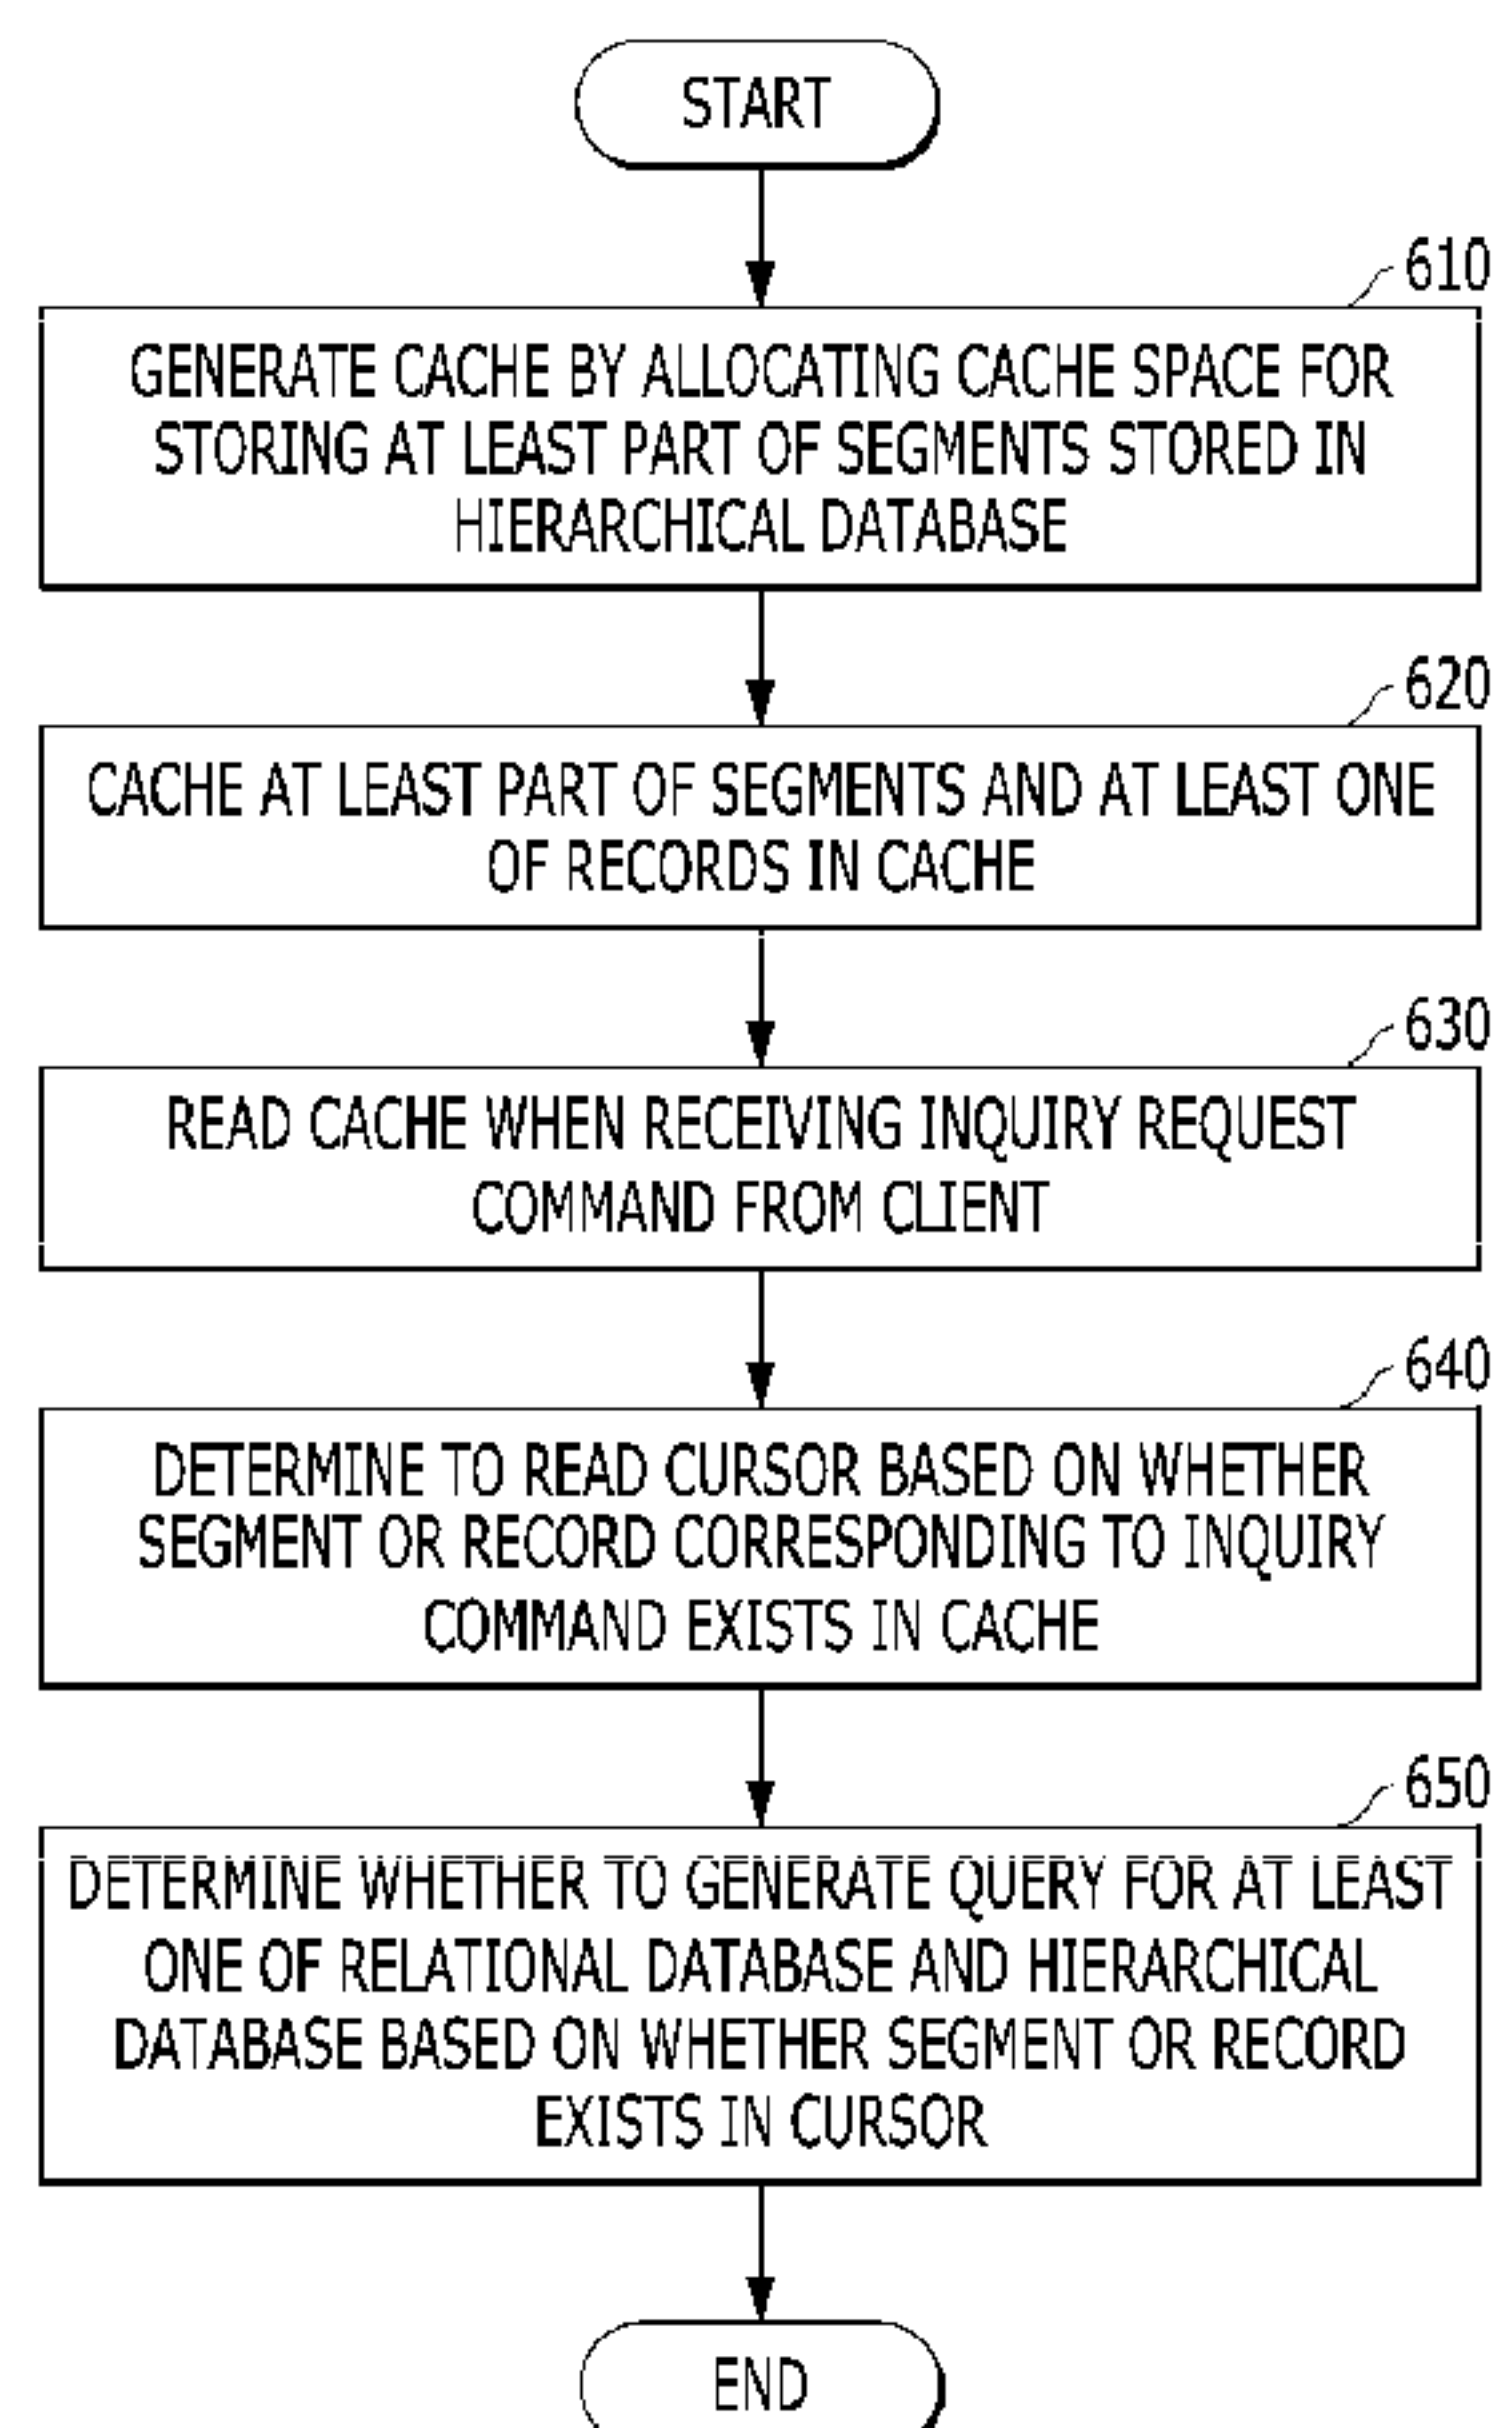 START
610
GENERATE CACHE BY ALLOCATING CACHE SPACE FOR
STORING AT LEAST PART OF SEGMENTS STORED IN
HIERARCHICAL DATABASE
620
CACHE AT LEAST PART OF SEGMENTS AND AT LEAST ONE
OF RECORDS IN CACHE
630
READ CACHE WHEN RECEIVING INQUIRY REQUEST
COMMAND FROM CLIENT
640
DETERMINE TO READ CURSOR BASED ON WHETHER
SEGMENT OR RECORD CORRESPONDING TO INQUIRY
COMMAND EXISTS IN CACHE
650
DETERMINE WHETHER TO GENERATE QUERY FOR AT LEAST
ONE OF RELATIONAL DATABASE AND HIERARCHICAL
DATABASE BASED ON WHETHER SEGMENT OR RECORD
EXISTS IN CURSOR
END